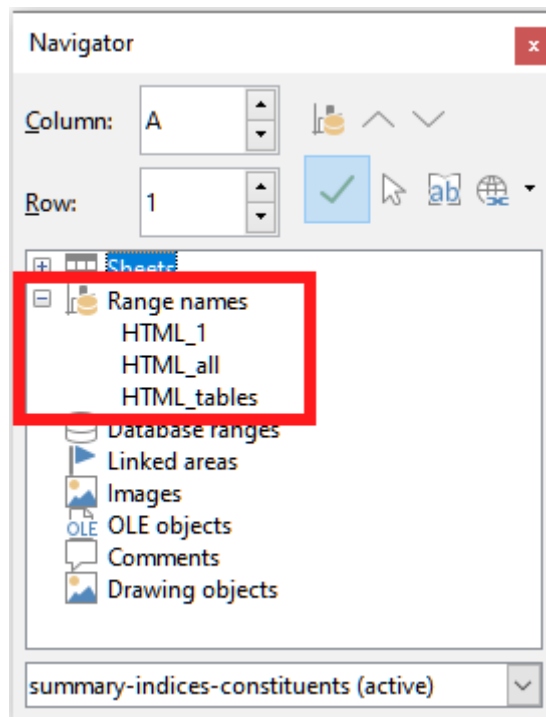 Navigator
x
Column: A
Row: 1
ab
Sheets
Range names
HTML_1
HTML_all
HTML_tables
Database ranges
Linked areas
Images
OLE OLE objects
Comments
Drawing objects
summary-indices-constituents (active)